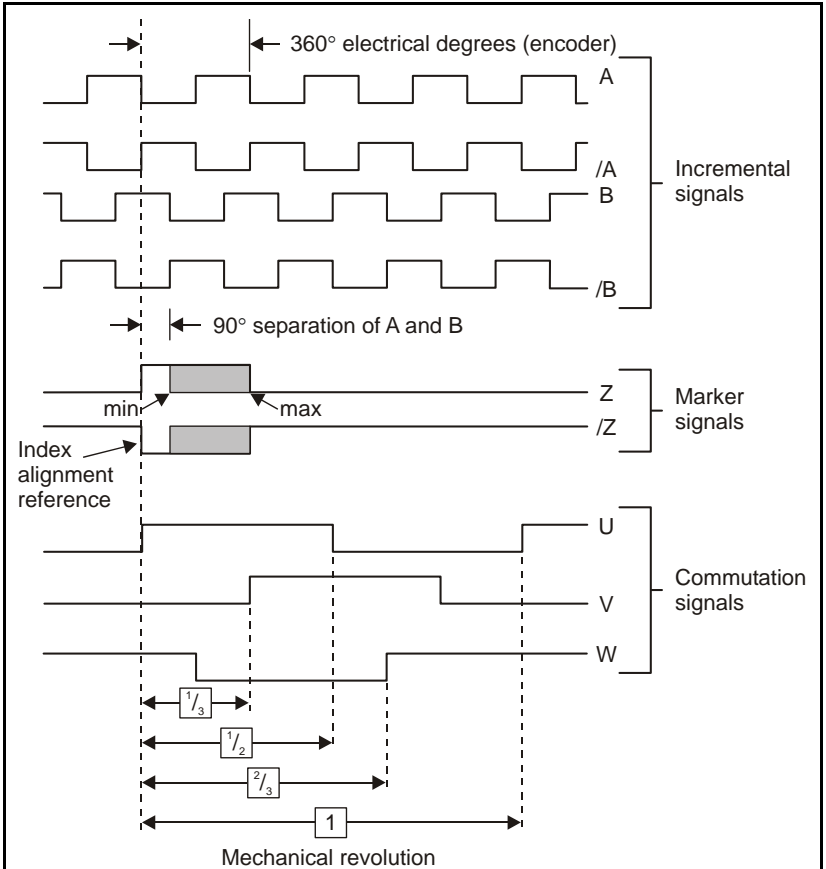 360° electrical degrees (encoder)
A
/A
Incremental
signals
B
/B
90° separation of A and B
Z
min
max
Marker
signals
/Z
Index
alignment
reference
U
Commutation
signals
V
W
1/3
1/2
2/3
1
Mechanical revolution